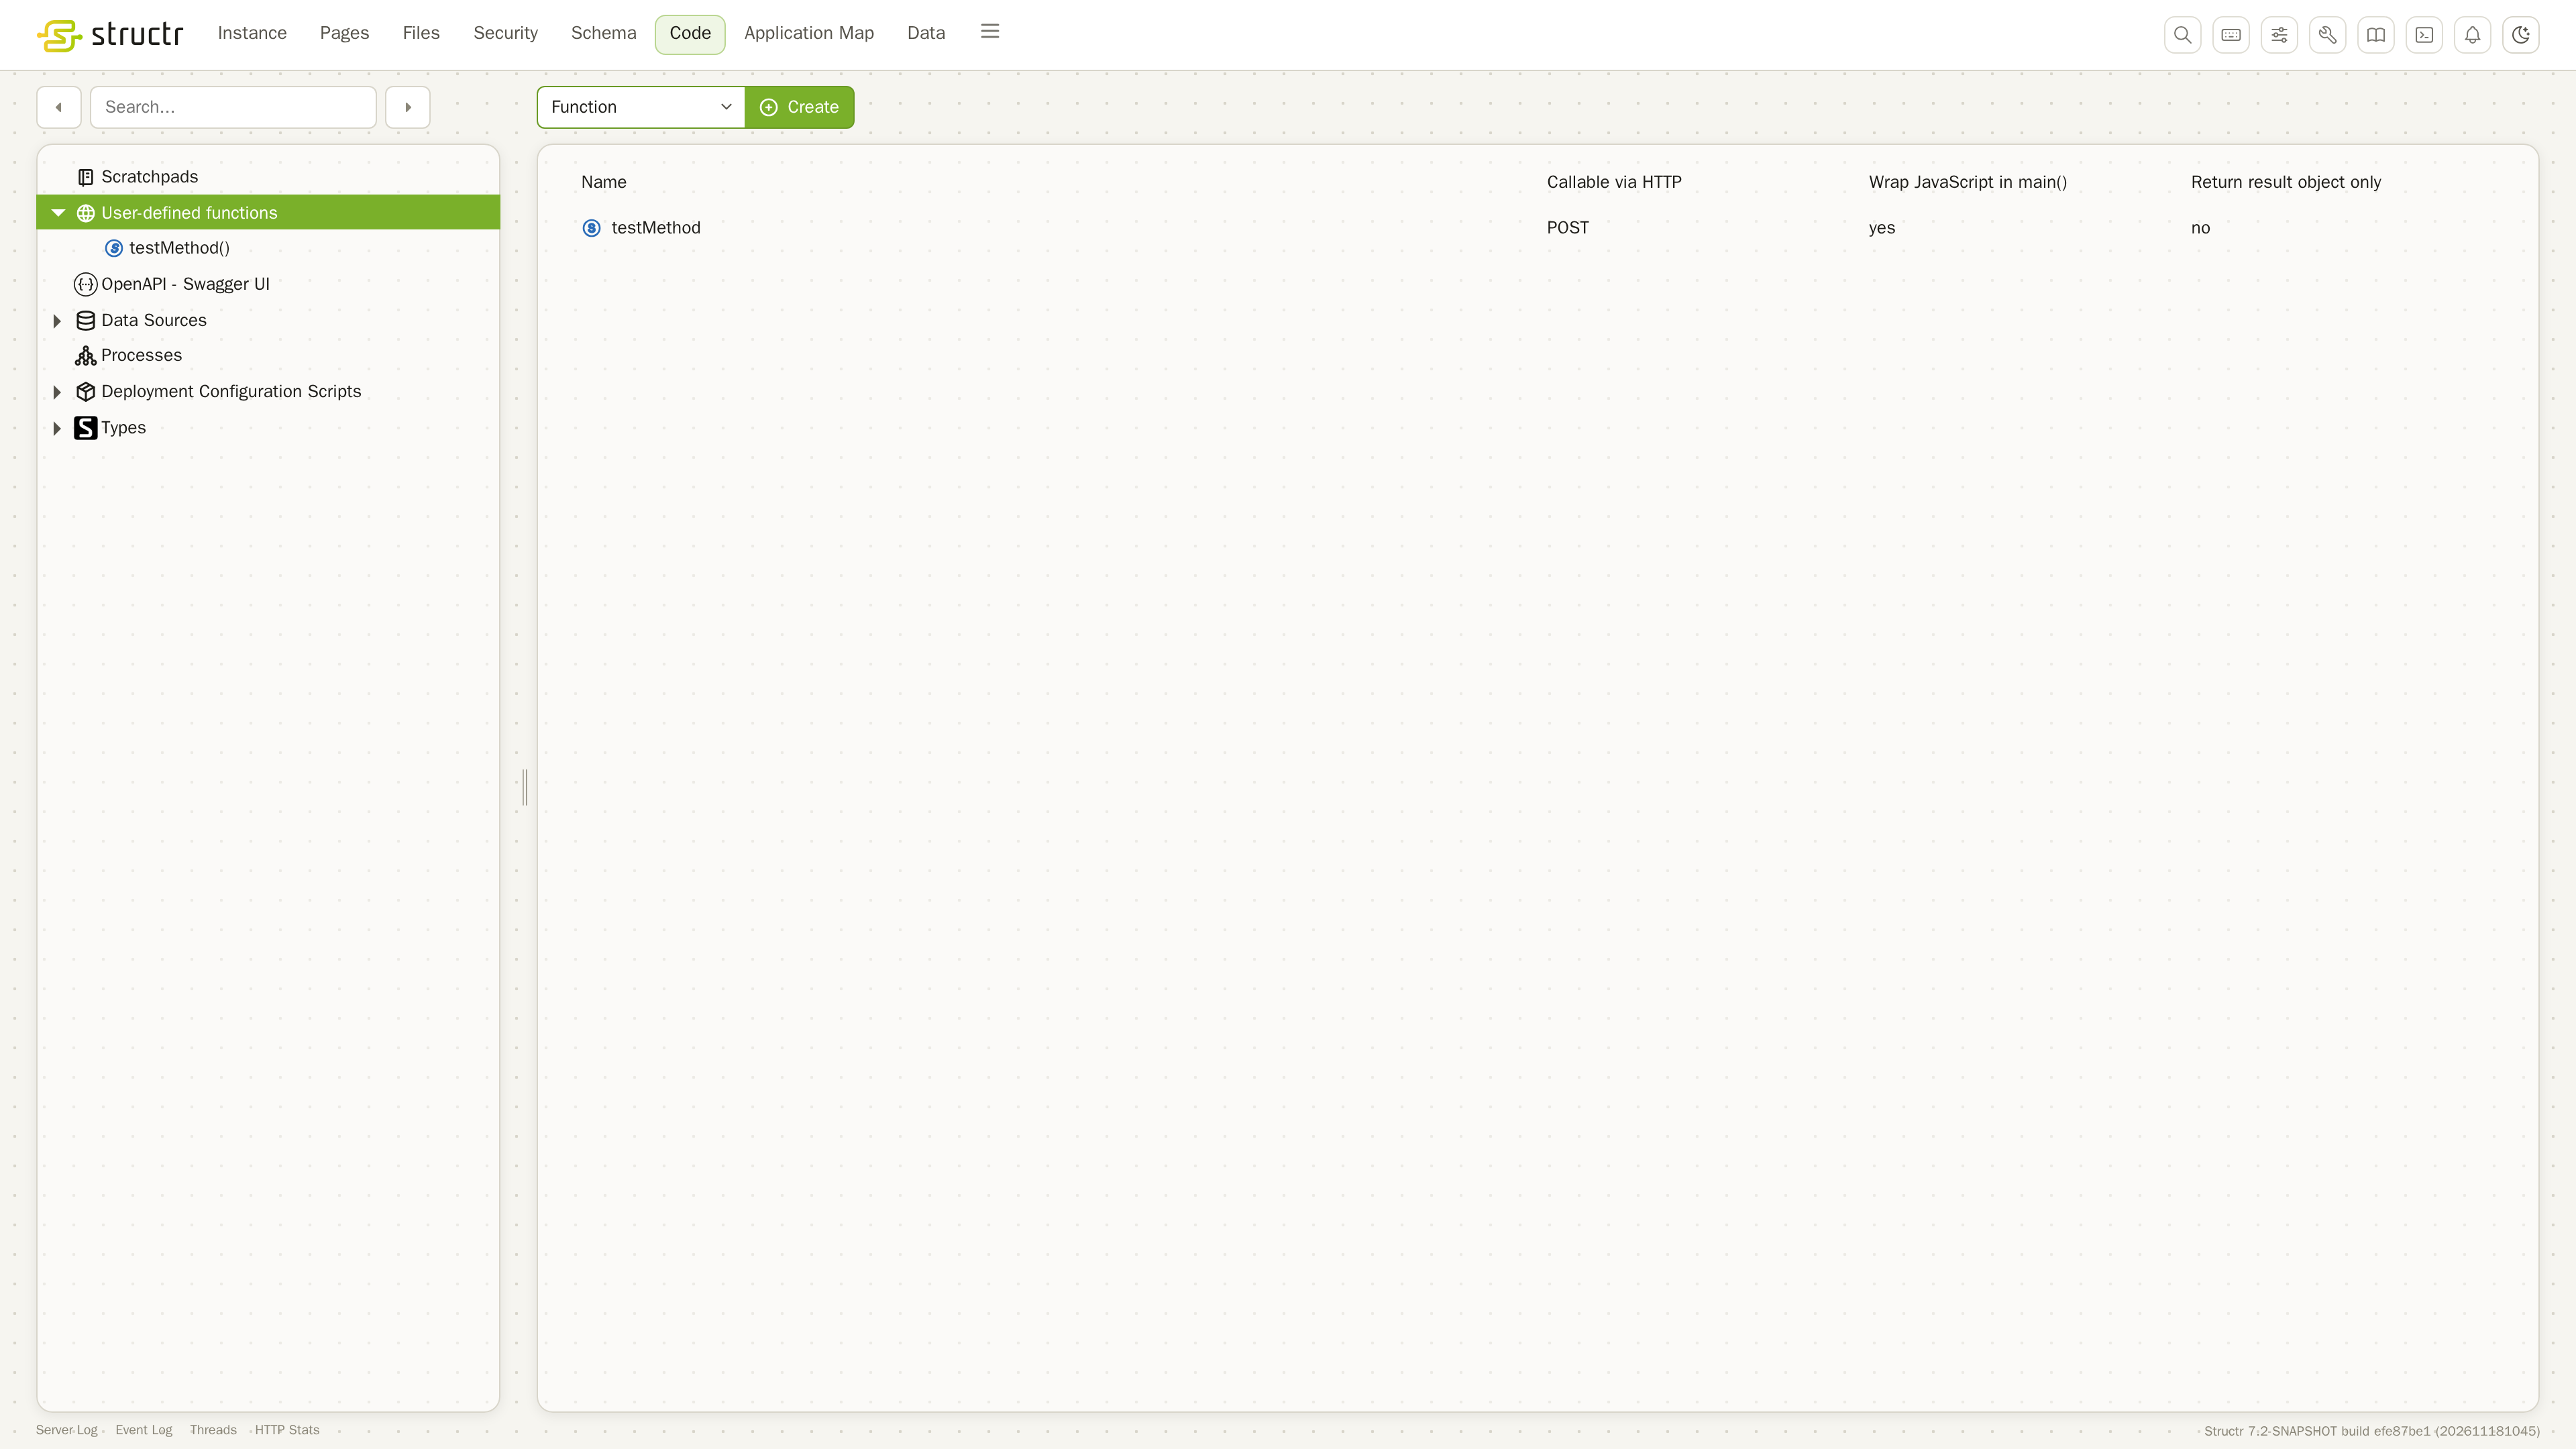 structr Instance Pages Files Security Schema Code Application Map Data
Search...
Function Create
Scratchpads
User-defined functions
testMethod()
OpenAPI - Swagger UI
Data Sources
Processes
Deployment Configuration Scripts
Types
Name Callable via HTTP Wrap JavaScript in main() Return result object only
testMethod POST yes no
Server Log Event Log Threads HTTP Stats
Structr 7.2-SNAPSHOT build efe87be1 (202611181045)